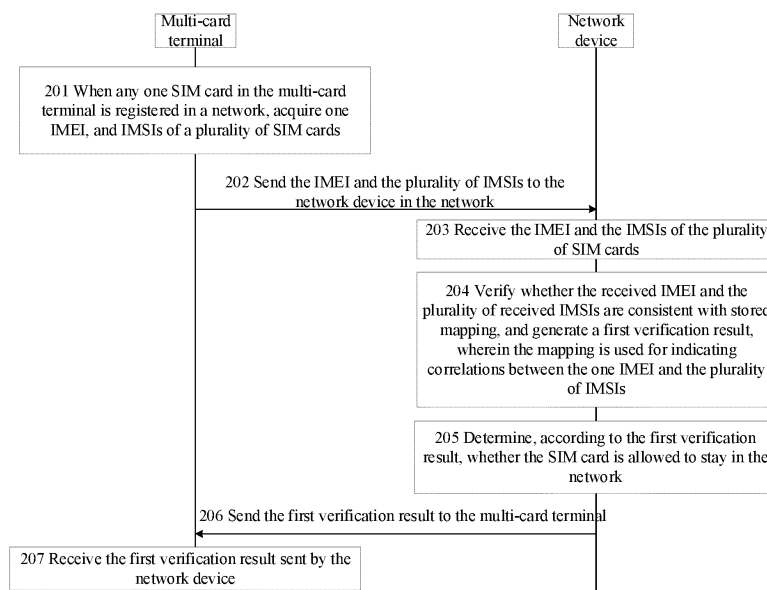 Multi-card
terminal
Network
device
201 When any one SIM card in the multi-card
terminal is registered in a network, acquire one
IMEI, and IMSIs of a plurality of SIM cards
202 Send the IMEI and the plurality of IMSIs to the
network device in the network
203 Receive the IMEI and the IMSIs of the plurality
of SIM cards
204 Verify whether the received IMEI and the
plurality of received IMSIs are consistent with stored
mapping, and generate a first verification result,
wherein the mapping is used for indicating
correlations between the one IMEI and the plurality
of IMSIs
205 Determine, according to the first verification
result, whether the SIM card is allowed to stay in the
network
206 Send the first verification result to the multi-card terminal
207 Receive the first verification result sent by the
network device